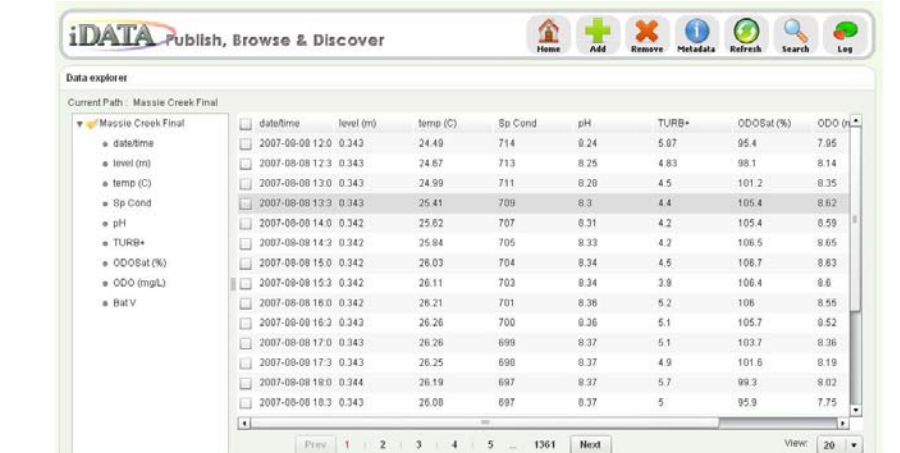 iDATA Publish, Browse & Discover
Home Add Remove Metadata Refresh Search Log
Data explorer
Current Path : Massie Creek Final
Massie Creek Final
date/time
level (m)
temp (C)
Sp Cond
pH
TURB+
ODOSat (%)
ODO (mg/L)
Bat V
date/time level (m) temp (C) Sp Cond pH TURB+ ODOSat (%) ODO (m
2007-08-08 12:0 0.343 24.49 714 8.24 5.87 95.4 7.95
2007-08-08 12:3 0.343 24.67 713 8.25 4.83 98.1 8.14
2007-08-08 13:0 0.343 24.99 711 8.28 4.5 101.2 8.35
2007-08-08 13:3 0.343 25.41 709 8.3 4.4 105.4 8.62
2007-08-08 14:0 0.342 25.62 707 8.31 4.2 105.4 8.59
2007-08-08 14:3 0.342 25.84 705 8.33 4.2 106.5 8.65
2007-08-08 15:0 0.342 26.03 704 8.34 4.5 106.7 8.63
2007-08-08 15:3 0.342 26.11 703 8.34 3.9 106.4 8.6
2007-08-08 16:0 0.342 26.21 701 8.36 5.2 106 8.55
2007-08-08 16:3 0.343 26.26 700 8.36 5.1 105.7 8.52
2007-08-08 17:0 0.343 26.26 699 8.37 5.1 103.7 8.36
2007-08-08 17:3 0.343 26.25 698 8.37 4.9 101.6 8.19
2007-08-08 18:0 0.344 26.19 697 8.37 5.7 99.3 8.02
2007-08-08 18:3 0.343 26.08 697 8.37 5 95.9 7.75
Prev 1 2 3 4 5 ... 1361 Next View: 20